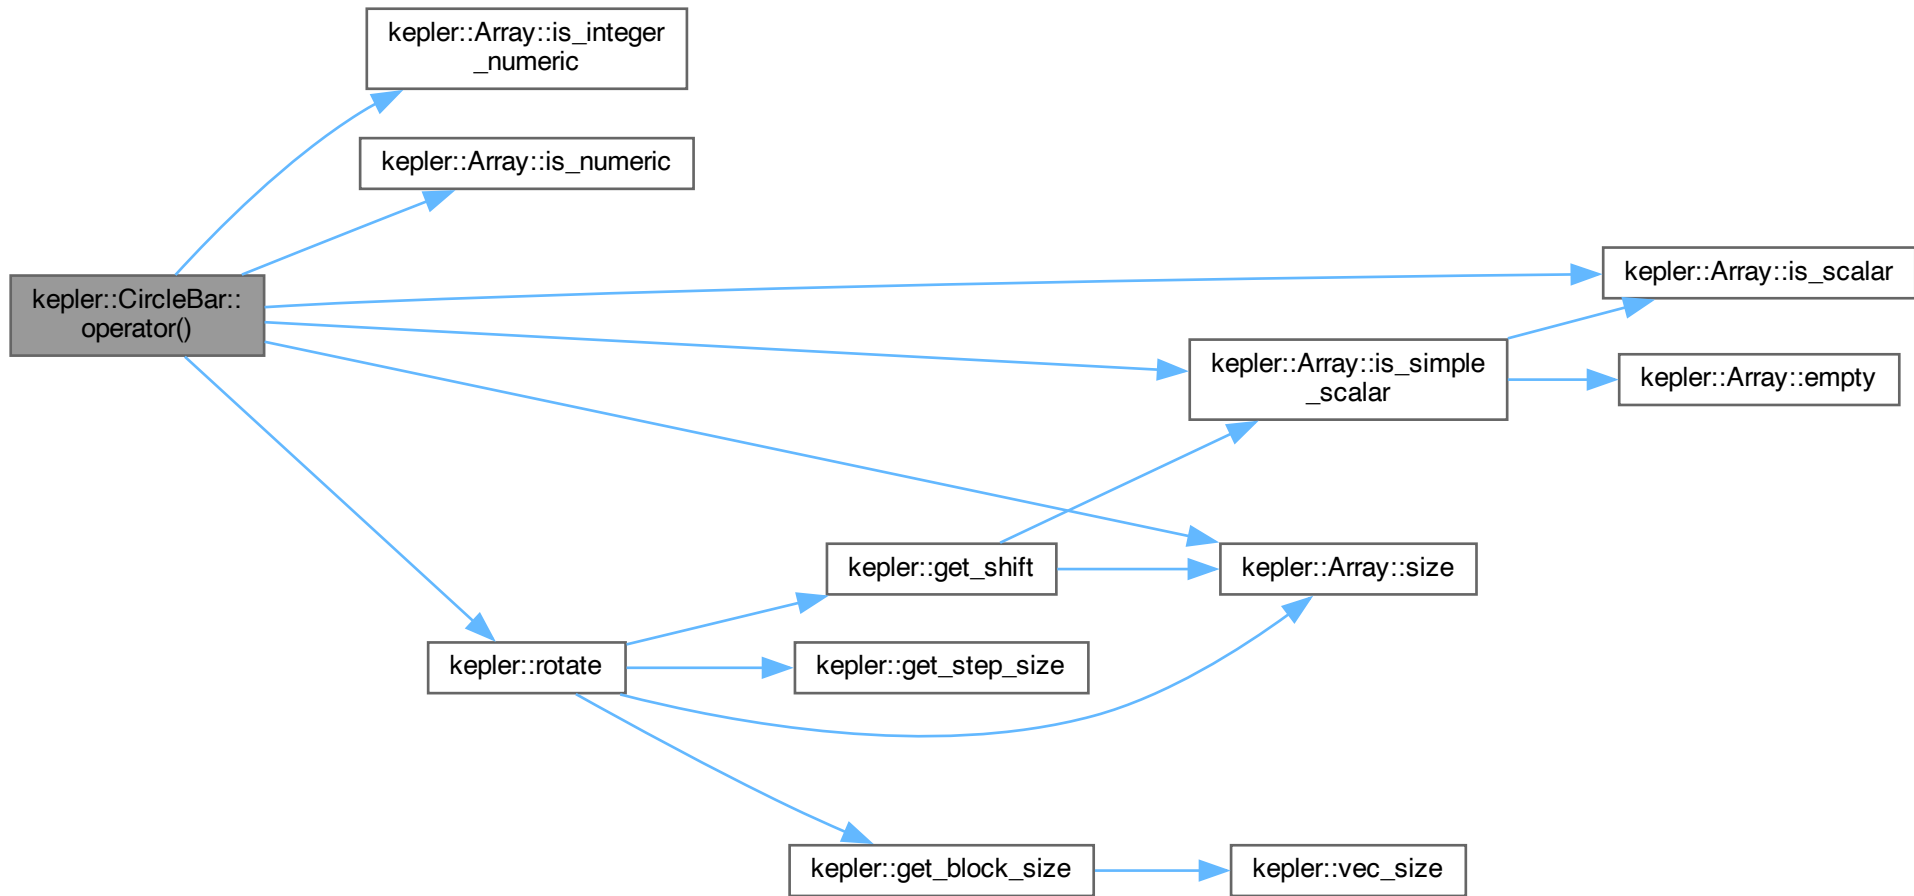 kepler::Array::is_integer
_numeric
kepler::Array::is_numeric
kepler::CircleBar::
operator()
kepler::Array::is_scalar
kepler::Array::is_simple
_scalar
kepler::Array::empty
kepler::get_shift
kepler::Array::size
kepler::rotate
kepler::get_step_size
kepler::get_block_size
kepler::vec_size